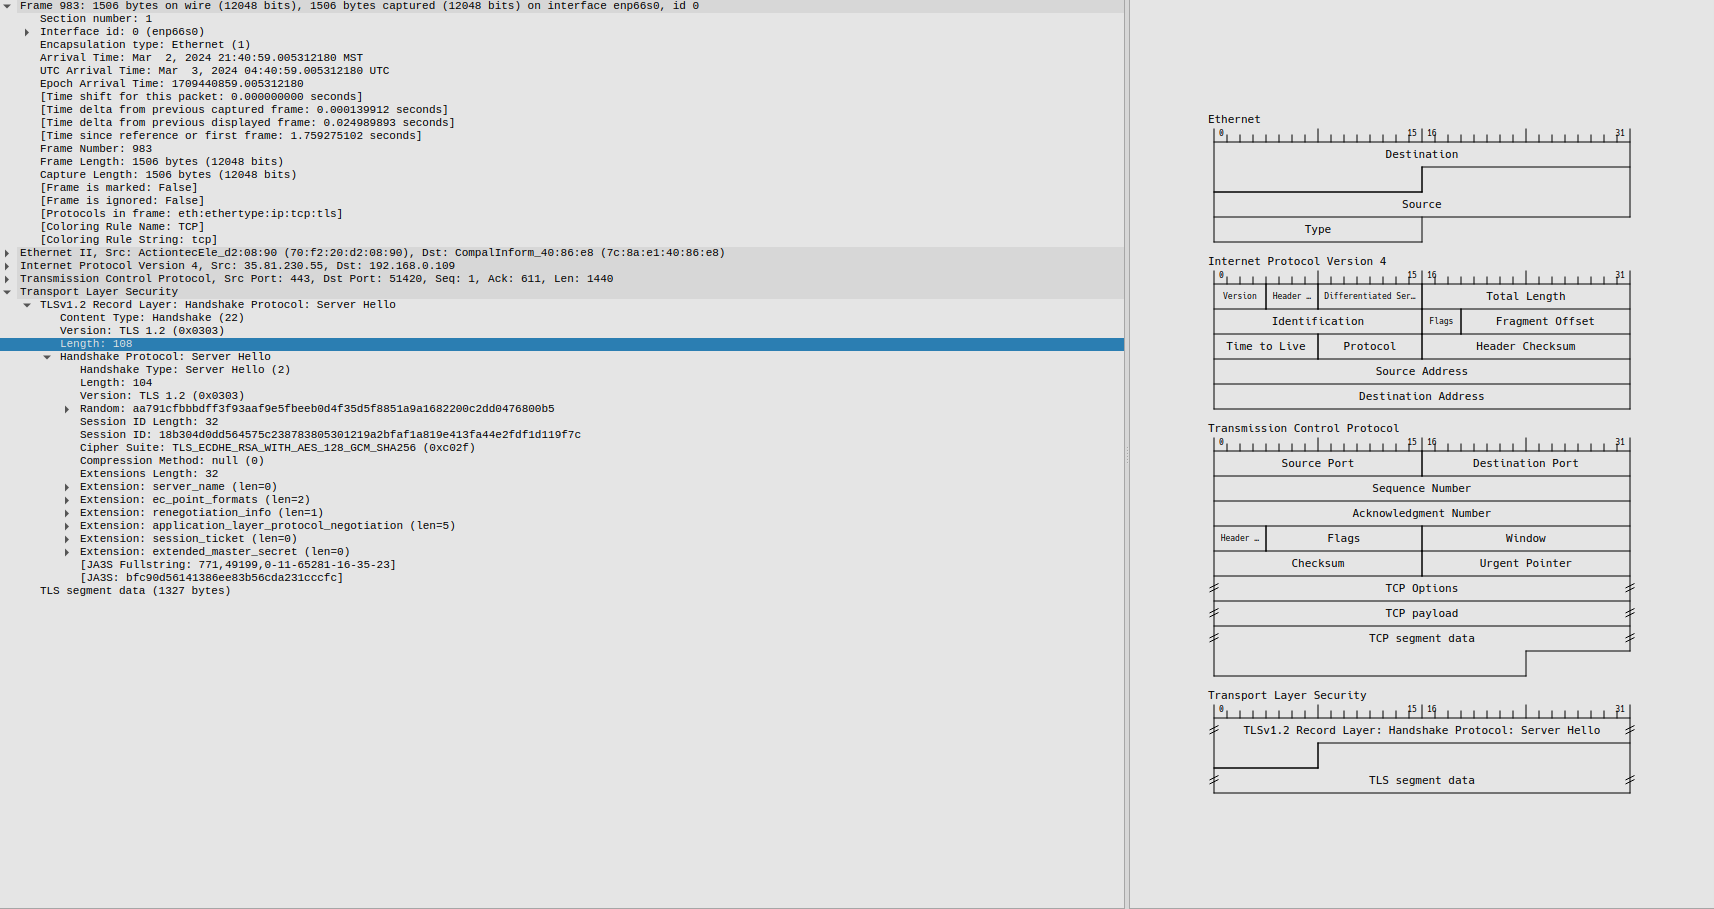 Frame 983: 1506 bytes on wire (12048 bits), 1506 bytes captured (12048 bits) on interface enp66s0, id 0
Section number: 1
Interface id: 0 (enp66s0)
Encapsulation type: Ethernet (1)
Arrival Time: Mar  2, 2024 21:40:59.005312180 MST
UTC Arrival Time: Mar  3, 2024 04:40:59.005312180 UTC
Epoch Arrival Time: 1709440859.005312180
[Time shift for this packet: 0.000000000 seconds]
[Time delta from previous captured frame: 0.000139912 seconds]
[Time delta from previous displayed frame: 0.024989893 seconds]
[Time since reference or first frame: 1.759275102 seconds]
Frame Number: 983
Frame Length: 1506 bytes (12048 bits)
Capture Length: 1506 bytes (12048 bits)
[Frame is marked: False]
[Frame is ignored: False]
[Protocols in frame: eth:ethertype:ip:tcp:tls]
[Coloring Rule Name: TCP]
[Coloring Rule String: tcp]
Ethernet II, Src: ActiontecEle_d2:08:90 (70:f2:20:d2:08:90), Dst: CompalInform_40:86:e8 (7c:8a:e1:40:86:e8)
Internet Protocol Version 4, Src: 35.81.230.55, Dst: 192.168.0.109
Transmission Control Protocol, Src Port: 443, Dst Port: 51420, Seq: 1, Ack: 611, Len: 1440
Transport Layer Security
TLSv1.2 Record Layer: Handshake Protocol: Server Hello
Content Type: Handshake (22)
Version: TLS 1.2 (0x0303)
Length: 108
Handshake Protocol: Server Hello
Handshake Type: Server Hello (2)
Length: 104
Version: TLS 1.2 (0x0303)
Random: aa791cfbbbdff3f93aaf9e5fbeeb0d4f35d5f8851a9a1682200c2dd0476800b5
Session ID Length: 32
Session ID: 18b304d0dd564575c238783805301219a2bfaf1a819e413fa44e2fdf1d119f7c
Cipher Suite: TLS_ECDHE_RSA_WITH_AES_128_GCM_SHA256 (0xc02f)
Compression Method: null (0)
Extensions Length: 32
Extension: server_name (len=0)
Extension: ec_point_formats (len=2)
Extension: renegotiation_info (len=1)
Extension: application_layer_protocol_negotiation (len=5)
Extension: session_ticket (len=0)
Extension: extended_master_secret (len=0)
[JA3S Fullstring: 771,49199,0-11-65281-16-35-23]
[JA3S: bfc90d56141386ee83b56cda231cccfc]
TLS segment data (1327 bytes)
Ethernet
0 15 16 31
Destination
Source
Type
Internet Protocol Version 4
0 15 16 31
Version Header … Differentiated Ser… Total Length
Identification Flags Fragment Offset
Time to Live Protocol Header Checksum
Source Address
Destination Address
Transmission Control Protocol
0 15 16 31
Source Port Destination Port
Sequence Number
Acknowledgment Number
Header … Flags Window
Checksum Urgent Pointer
TCP Options
TCP payload
TCP segment data
Transport Layer Security
0 15 16 31
TLSv1.2 Record Layer: Handshake Protocol: Server Hello
TLS segment data